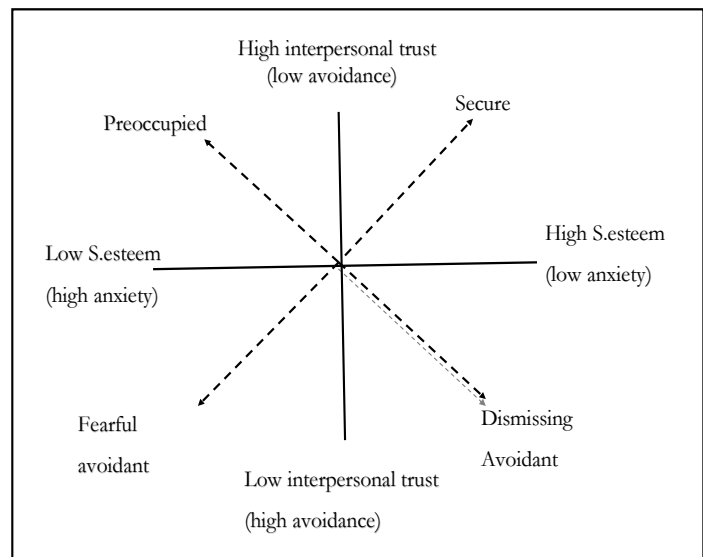 High interpersonal trust
(low avoidance)
Secure
Preoccupied
Low S.esteem
(high anxiety)
High S.esteem
(low anxiety)
Fearful
avoidant
Dismissing
Avoidant
Low interpersonal trust
(high avoidance)